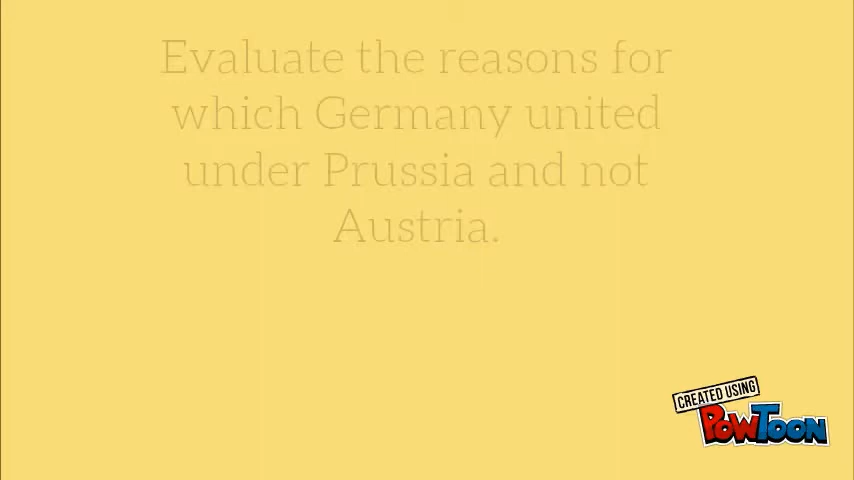 Evaluate the reasons for
which Germany united
under Prussia and not
Austria.
CREATED USING
POWTOON